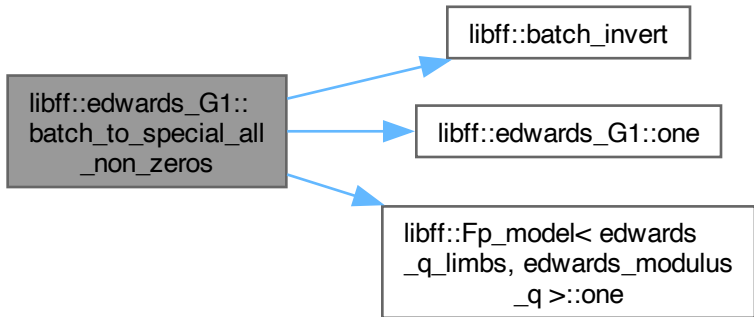 libff::edwards_G1::
batch_to_special_all
_non_zeros
libff::batch_invert
libff::edwards_G1::one
libff::Fp_model< edwards
_q_limbs, edwards_modulus
_q >::one